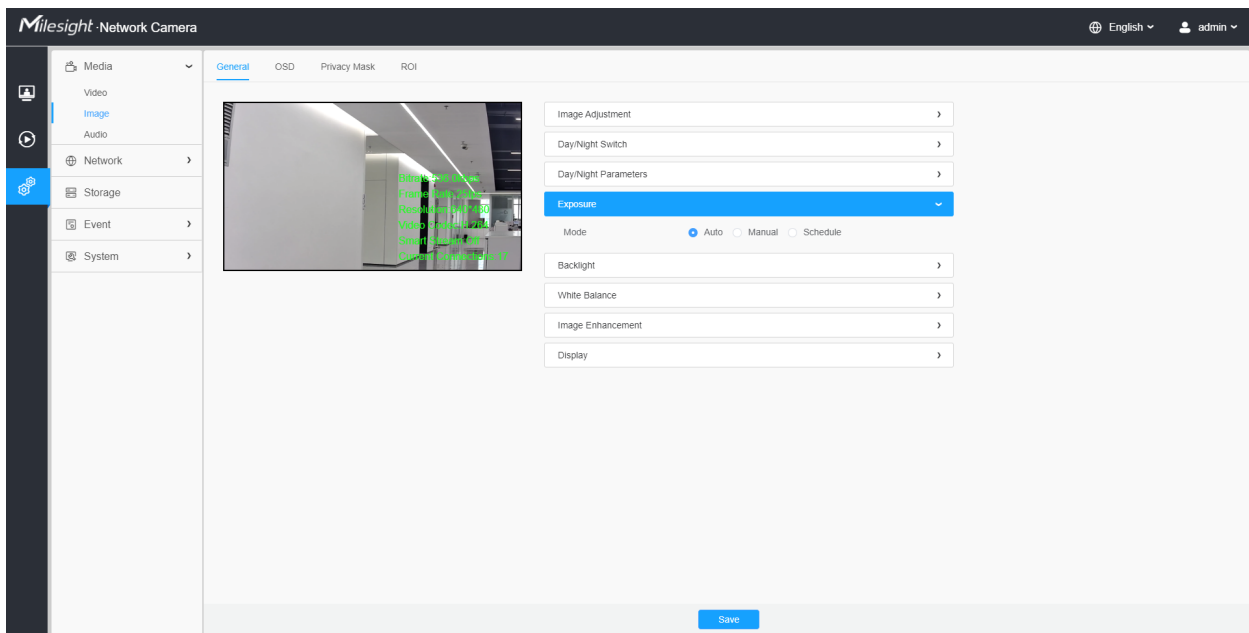 Milesight · Network Camera
English
admin
Media
Video
Image
Audio
Network
Storage
Event
System
General OSD Privacy Mask ROI
Image Adjustment
Day/Night Switch
Day/Night Parameters
Exposure
Mode Auto Manual Schedule
Backlight
White Balance
Image Enhancement
Display
Save